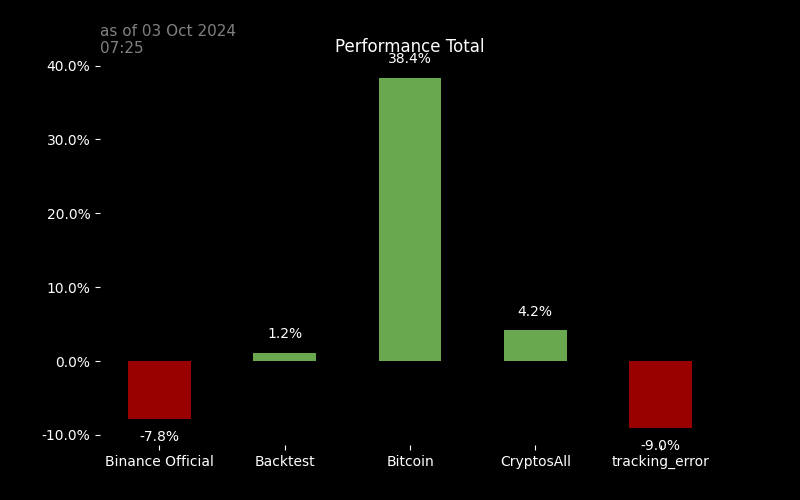 as of 03 Oct 2024
07:25
Performance Total
38.4%
40.0%
30.0%
20.0%
10.0%
0.0%
-10.0%
4.2%
1.2%
-7.8%
-9.0%
Binance Official
Backtest
Bitcoin
CryptosAll
tracking_error